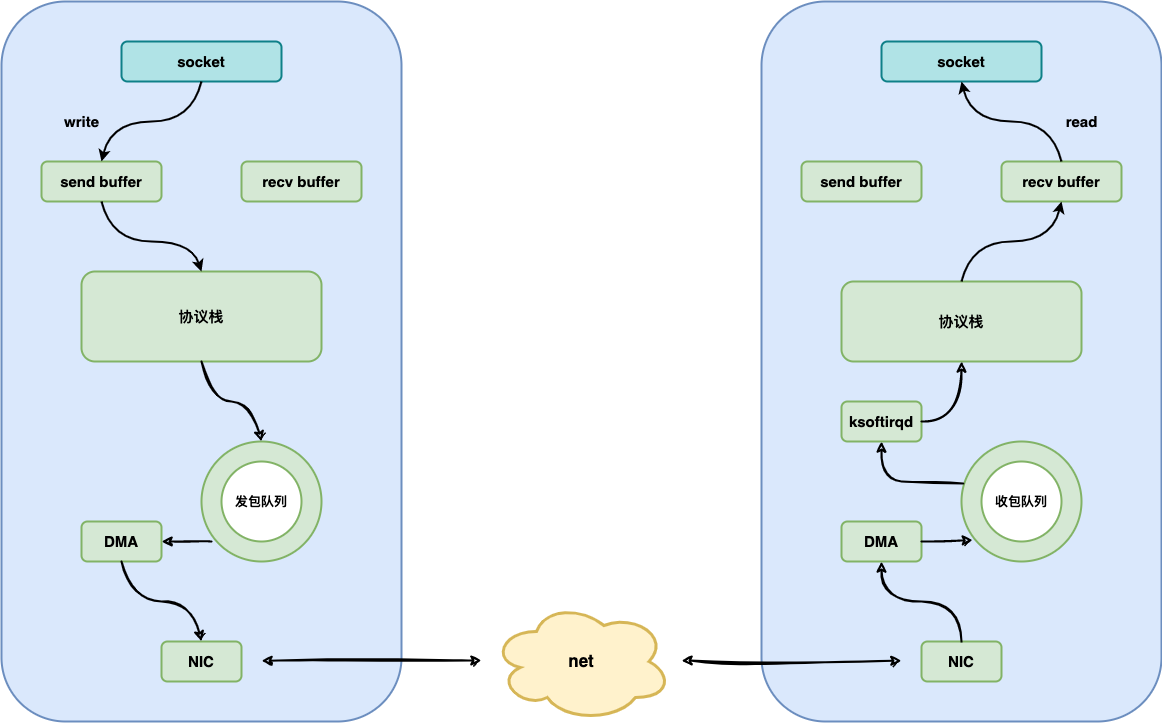 socket
write
send buffer
recv buffer
协议栈
发包队列
DMA
NIC
net
socket
read
send buffer
recv buffer
协议栈
ksoftirqd
收包队列
DMA
NIC